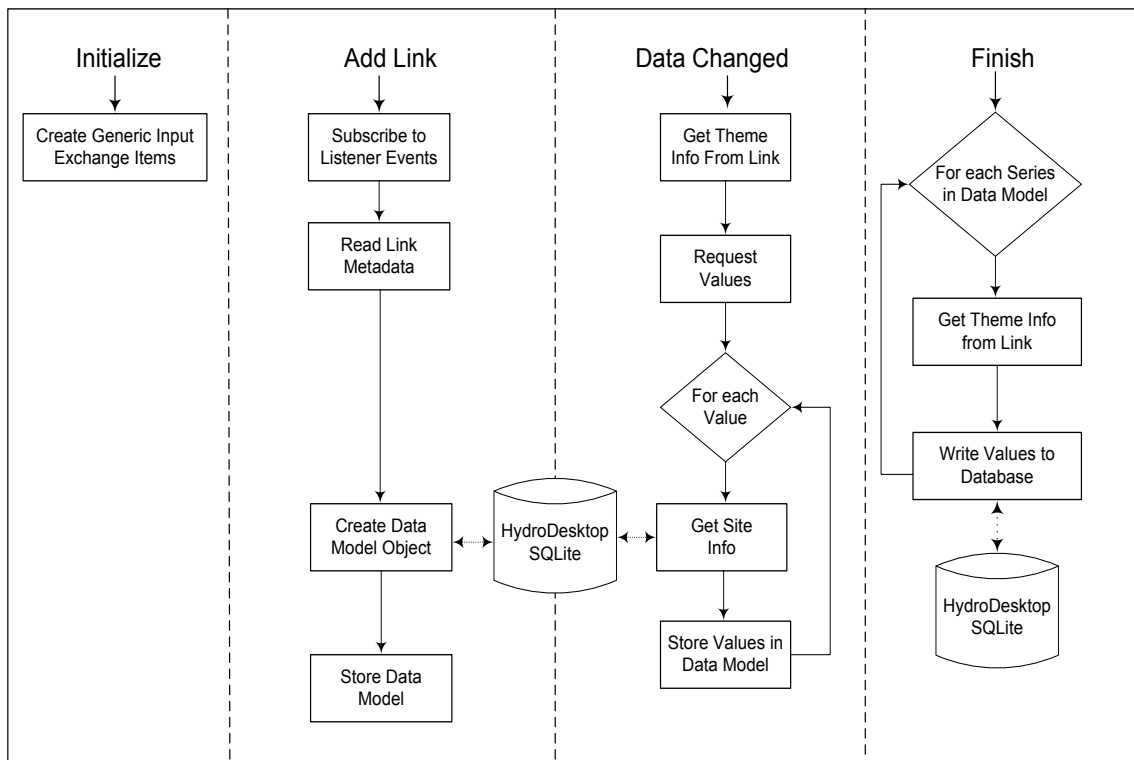 Initialize
Create Generic Input
Exchange Items
Add Link
Subscribe to
Listener Events
Read Link
Metadata
Create Data
Model Object
Store Data
Model
HydroDesktop
SQLite
Data Changed
Get Theme
Info From Link
Request
Values
For each
Value
Get Site
Info
Store Values in
Data Model
Finish
For each Series
in Data Model
Get Theme Info
from Link
Write Values to
Database
HydroDesktop
SQLite